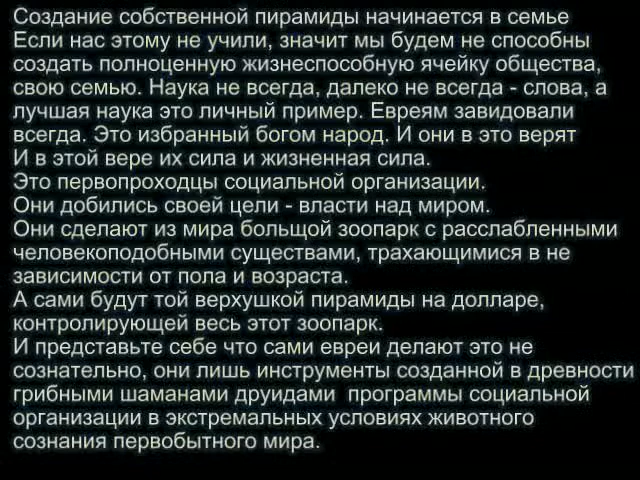 Создание собственной пирамиды начинается в семье
Если нас этому не учили, значит мы будем не способны
создать полноценную жизнеспособную ячейку общества,
свою семью. Наука не всегда, далеко не всегда - слова, а
лучшая наука это личный пример. Евреям завидовали
всегда. Это избранный богом народ. И они в это верят
И в этой вере их сила и жизненная сила.
Это первопроходцы социальной организации.
Они добились своей цели - власти над миром.
Они сделают из мира больщой зоопарк с расслабленными
человекоподобными существами, трахающимися в не
зависимости от пола и возраста.
А сами будут той верхушкой пирамиды на долларе,
контролирующей весь этот зоопарк.
И представьте себе что сами евреи делают это не
сознательно, они лишь инструменты созданной в древности
грибными шаманами друидами программы социальной
организации в экстремальных условиях животного
сознания первобытного мира.